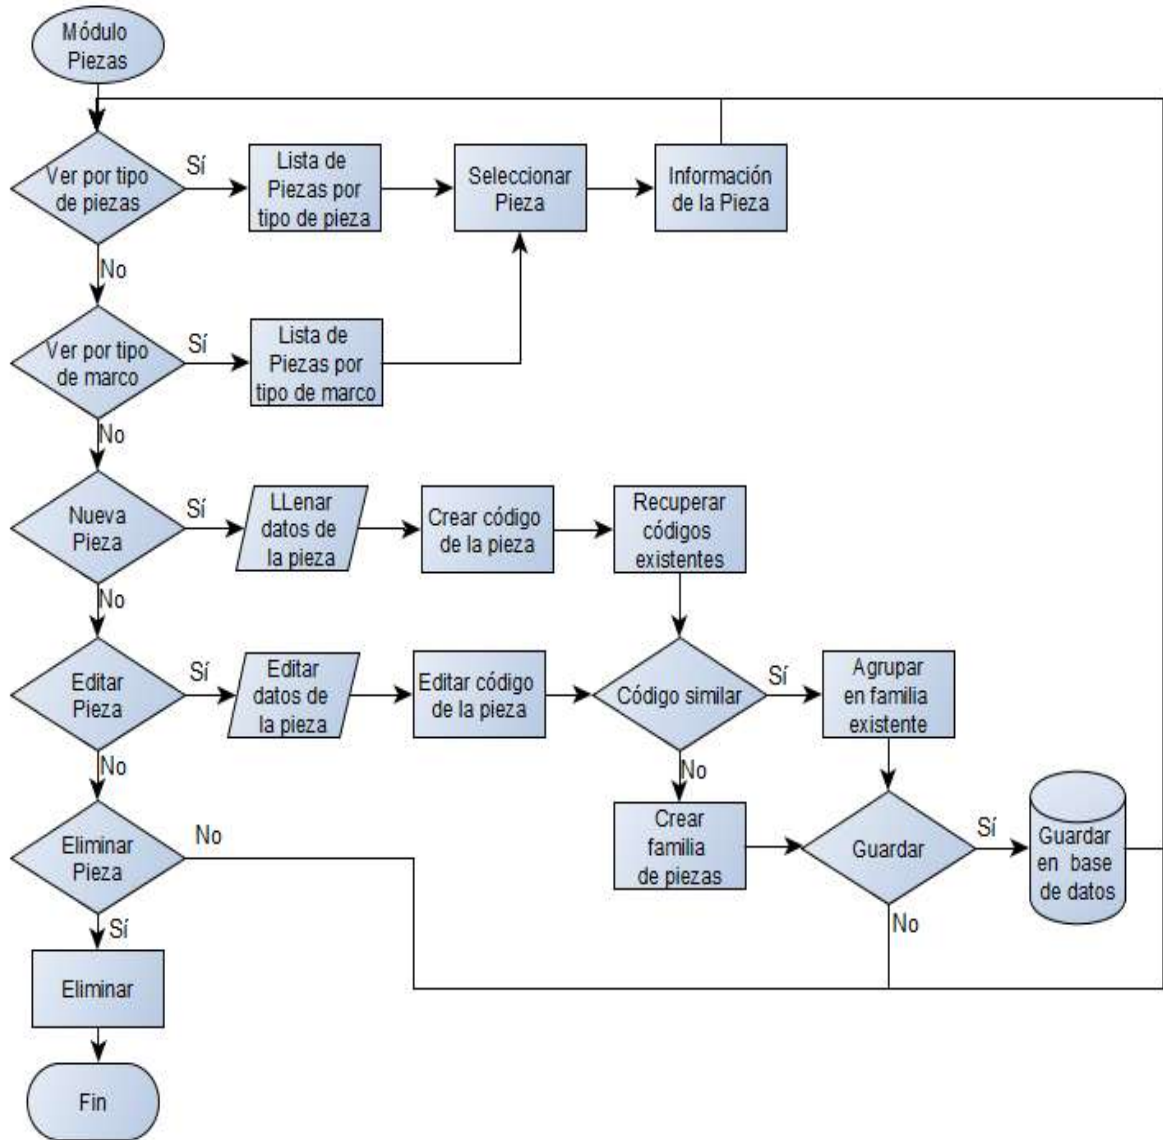 Módulo
Piezas
Ver por tipo
de piezas
Sí
Lista de
Piezas por
tipo de pieza
Seleccionar
Pieza
Información
de la Pieza
No
Ver por tipo
de marco
Sí
Lista de
Piezas por
tipo de marco
No
Nueva
Pieza
Sí
LLenar
datos de
la pieza
Crear código
de la pieza
Recuperar
códigos
existentes
No
Editar
Pieza
Sí
Editar
datos de
la pieza
Editar código
de la pieza
Código similar
Sí
Agrupar
en familia
existente
No
No
Eliminar
Pieza
No
Crear
familia
de piezas
Guardar
Sí
Guardar
en base
de datos
No
Sí
Eliminar
Fin